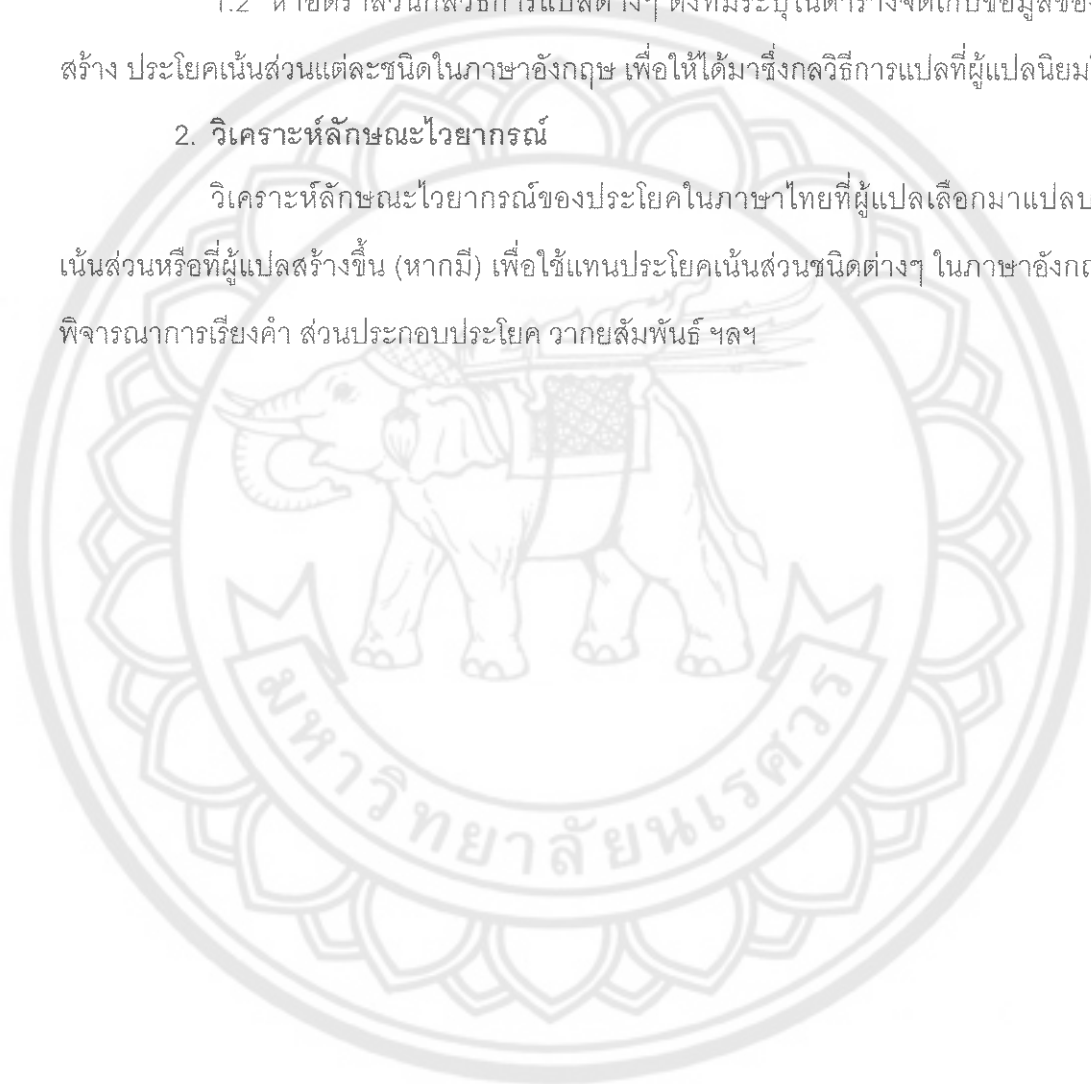 1.2 หาอัตราส่วนกลวิธีการแปลต่างๆ ดังที่มีระบุในตารางจัดเก็บข้อมูลของ
สร้าง ประโยคเน้นส่วนแต่ละชนิดในภาษาอังกฤษ เพื่อให้ได้มาซึ่งกลวิธีการแปลที่ผู้แปลนิยม
2. วิเคราะห์ลักษณะไวยากรณ์
วิเคราะห์ลักษณะไวยากรณ์ของประโยคในภาษาไทยที่ผู้แปลเลือกมาแปล
เน้นส่วนหรือที่ผู้แปลสร้างขึ้น (หากมี) เพื่อใช้แทนประโยคเน้นส่วนชนิดต่างๆ ในภาษาอังกฤ
พิจารณาการเรียงคำ ส่วนประกอบประโยค วากยสัมพันธ์ ฯลฯ
มหาวิทยาลัยนเรศวร